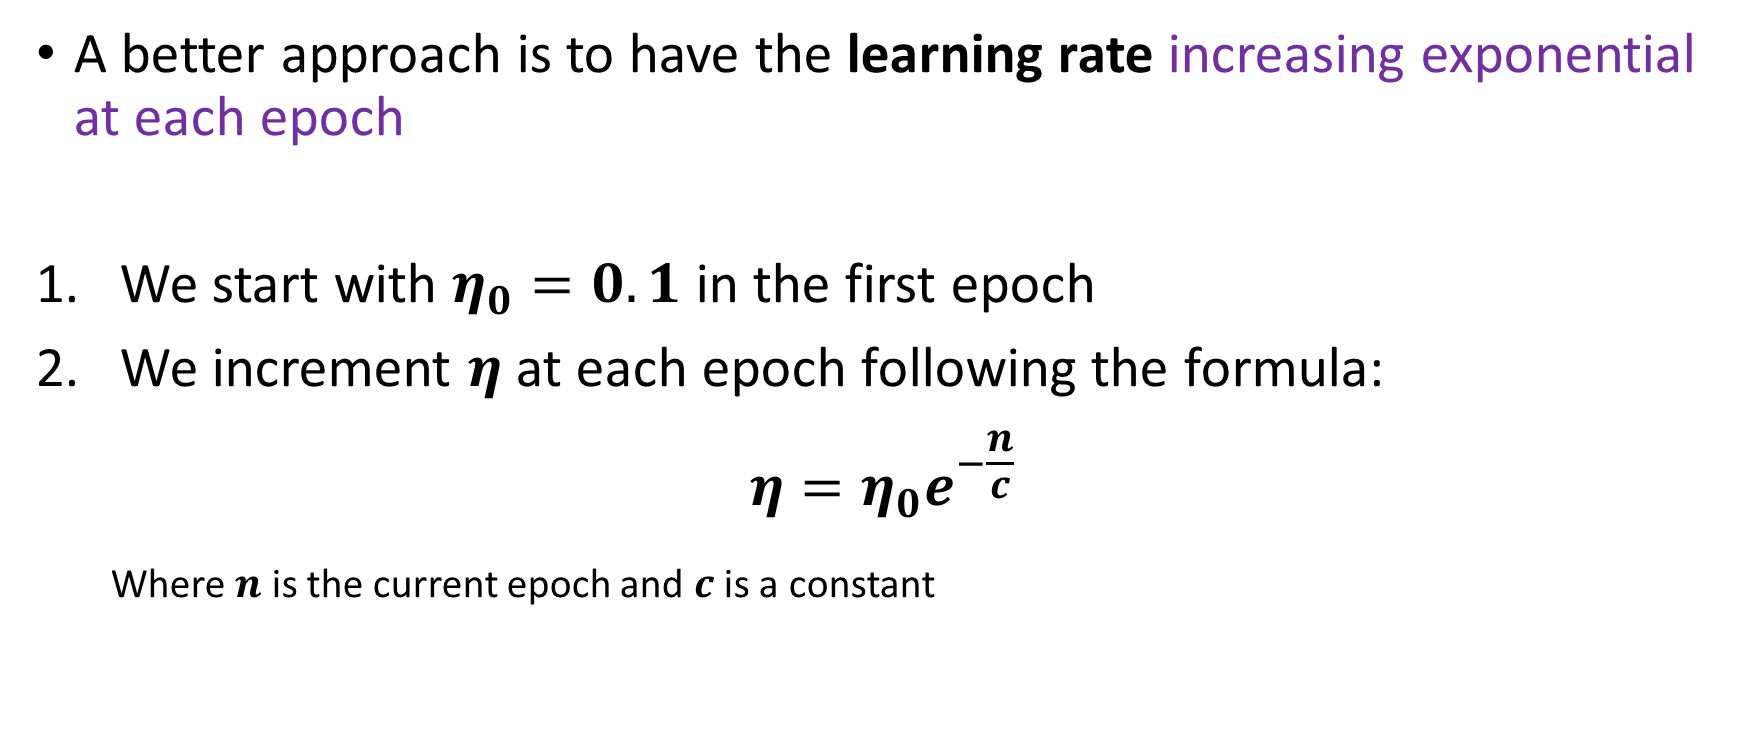 • A better approach is to have the learning rate increasing exponential
at each epoch
1. We start with η₀ = 0.1 in the first epoch
2. We increment η at each epoch following the formula:
η = η₀e^(−n/c)
Where n is the current epoch and c is a constant